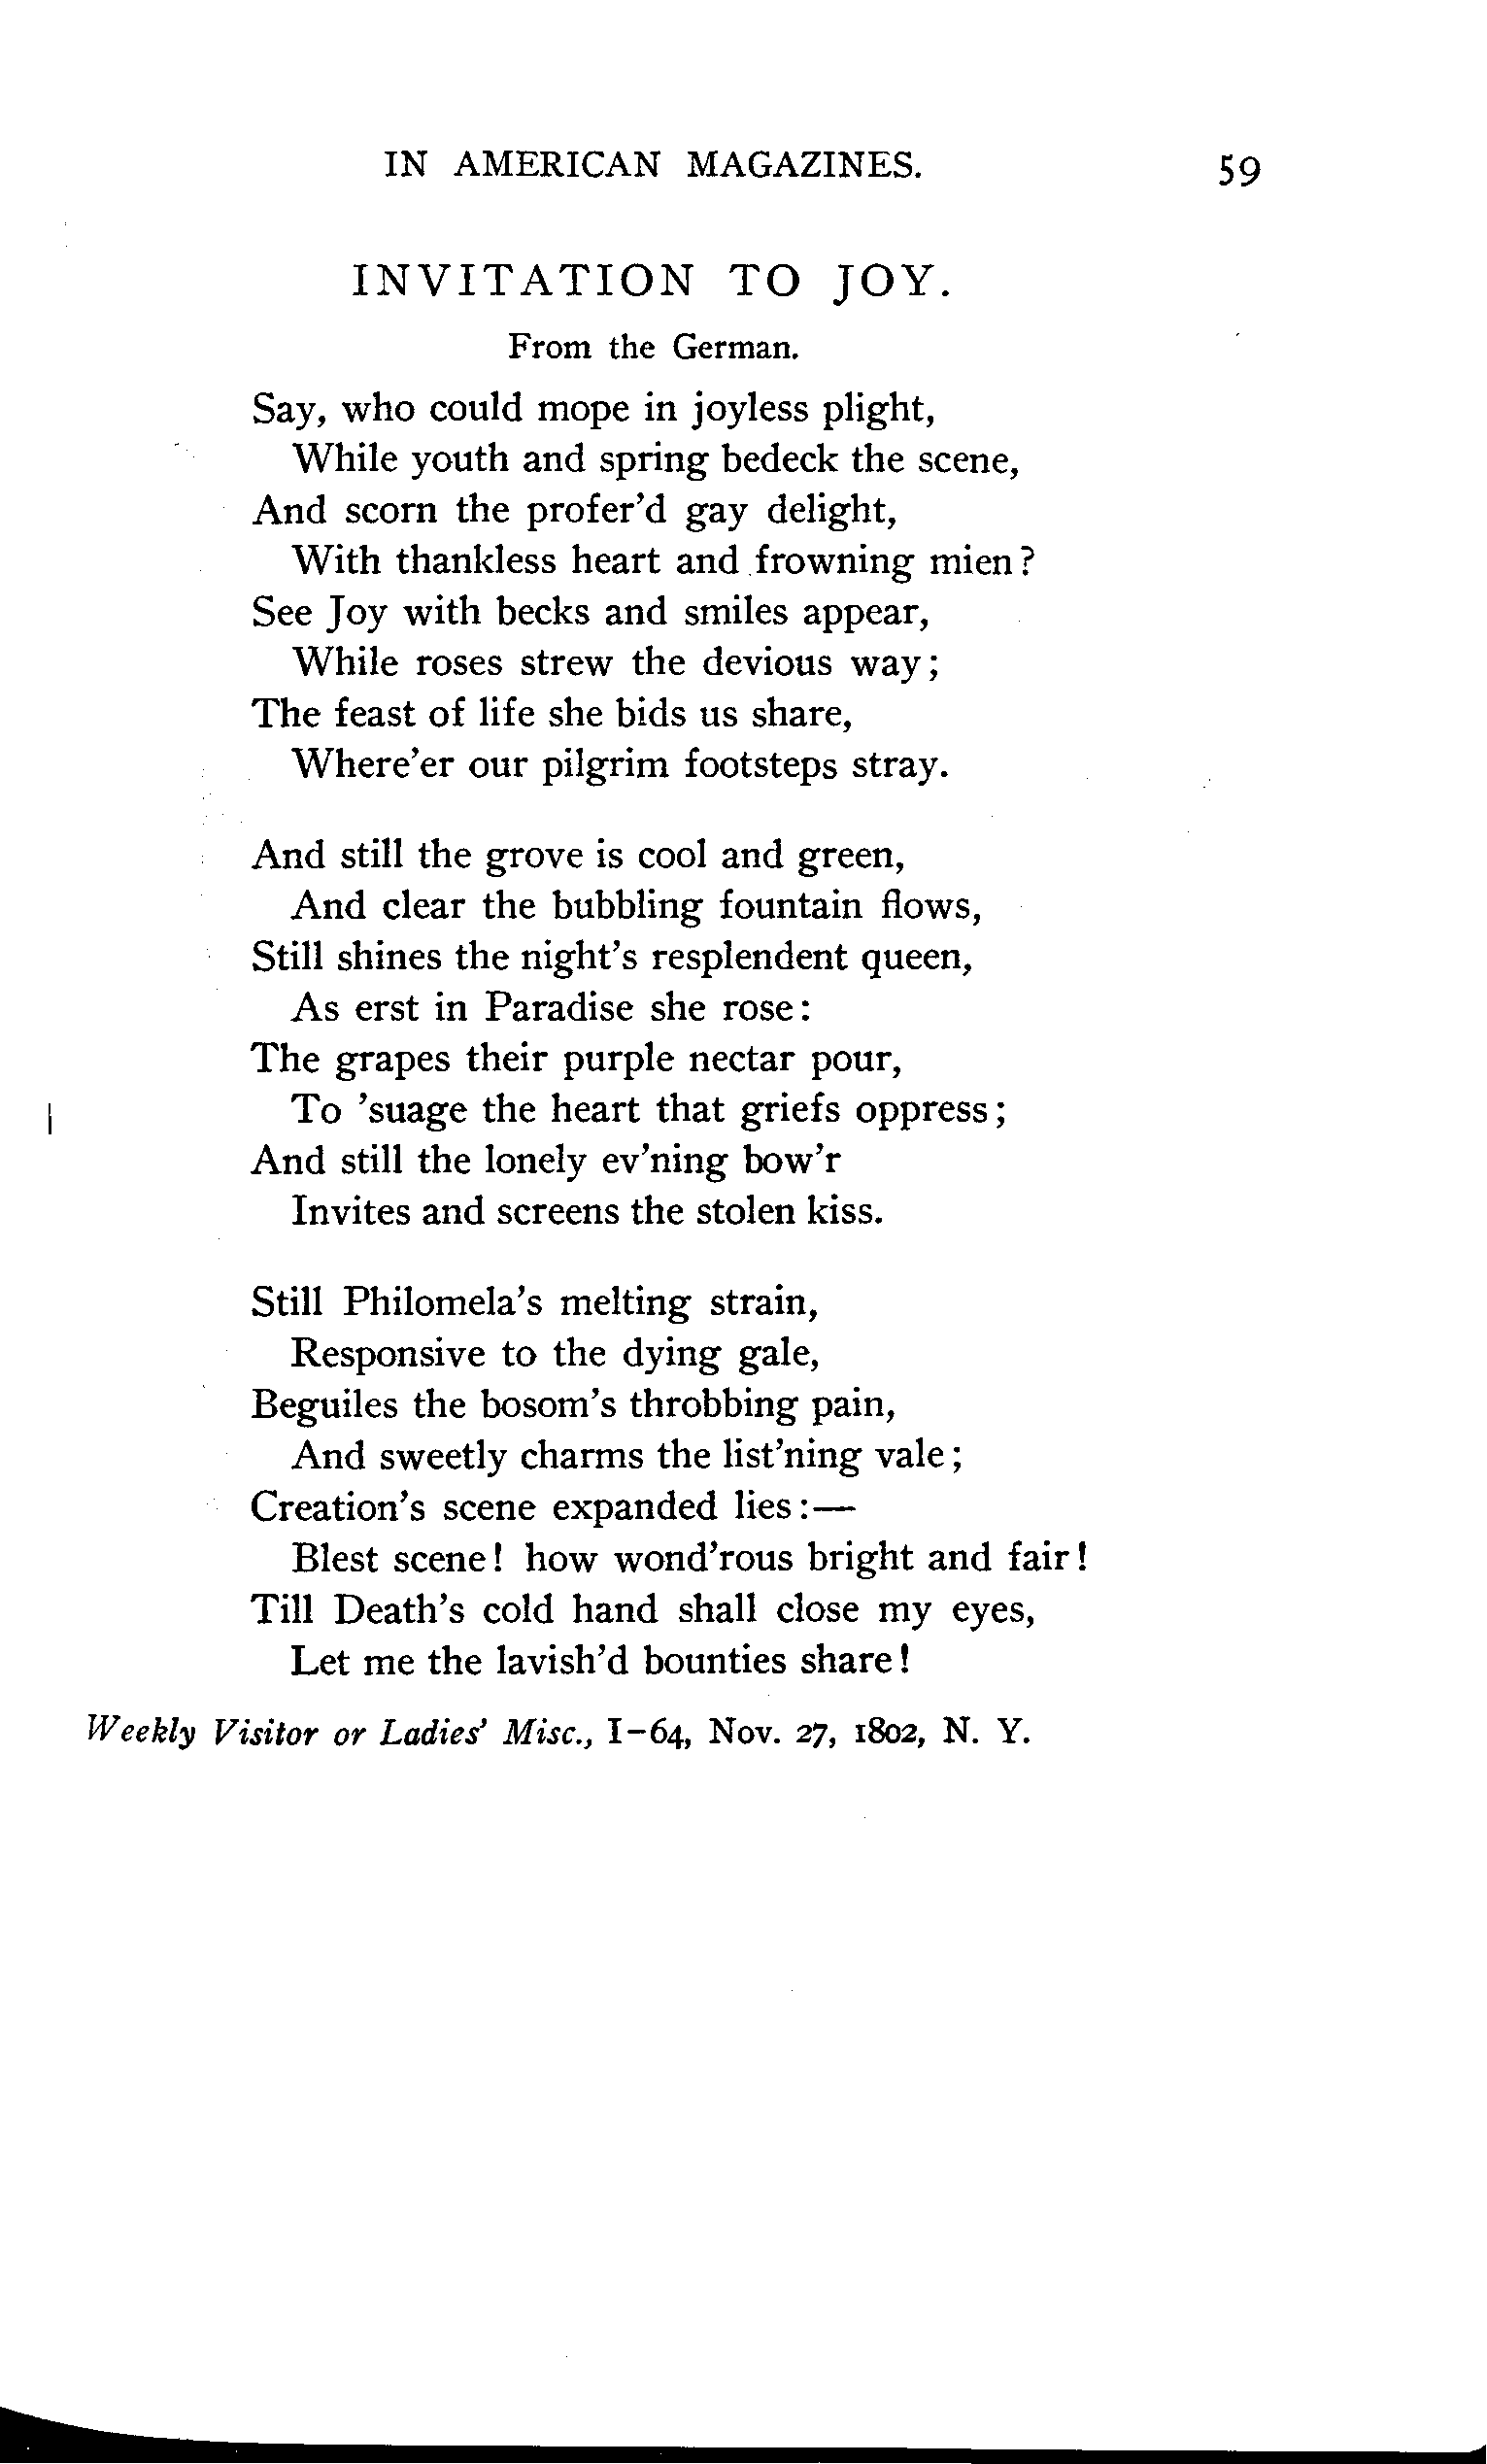 IN AMERICAN MAGAZINES. 59
INVITATION TO JOY.
From the German.
Say, who could mope in joyless plight,
While youth and spring bedeck the scene,
And scorn the profer'd gay delight,
With thankless heart and frowning mien?
See Joy with becks and smiles appear,
While roses strew the devious way;
The feast of life she bids us share,
Where'er our pilgrim footsteps stray.
And still the grove is cool and green,
And clear the bubbling fountain flows,
Still shines the night's resplendent queen,
As erst in Paradise she rose:
The grapes their purple nectar pour,
To 'suage the heart that griefs oppress;
And still the lonely ev'ning bow'r
Invites and screens the stolen kiss.
Still Philomela's melting strain,
Responsive to the dying gale,
Beguiles the bosom's throbbing pain,
And sweetly charms the list'ning vale;
Creation's scene expanded lies:—
Blest scene! how wond'rous bright and fair!
Till Death's cold hand shall close my eyes,
Let me the lavish'd bounties share!
Weekly Visitor or Ladies' Misc., I-64, Nov. 27, 1802, N. Y.